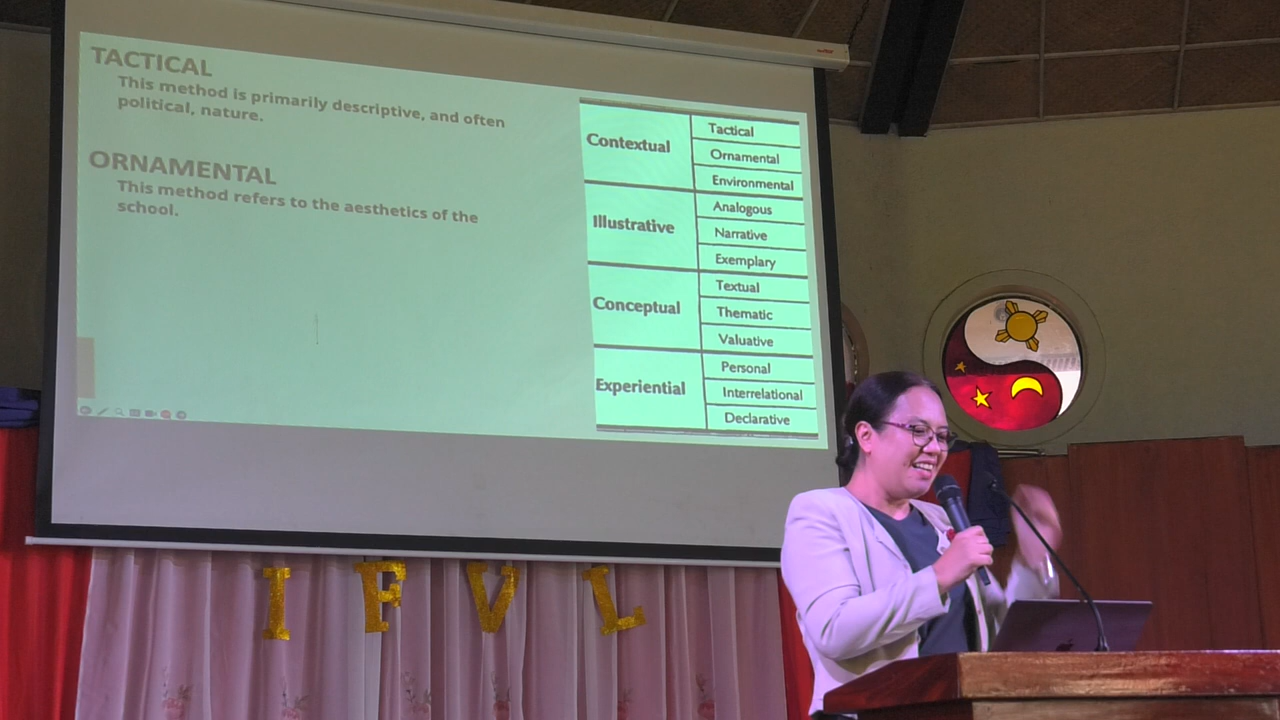 TACTICAL
This method is primarily descriptive, and often
political, nature.
ORNAMENTAL
This method refers to the aesthetics of the
school.
Contextual
Tactical
Ornamental
Environmental
Illustrative
Analogous
Narrative
Exemplary
Conceptual
Textual
Thematic
Valuative
Experiential
Personal
Interrelational
Declarative
I F V L